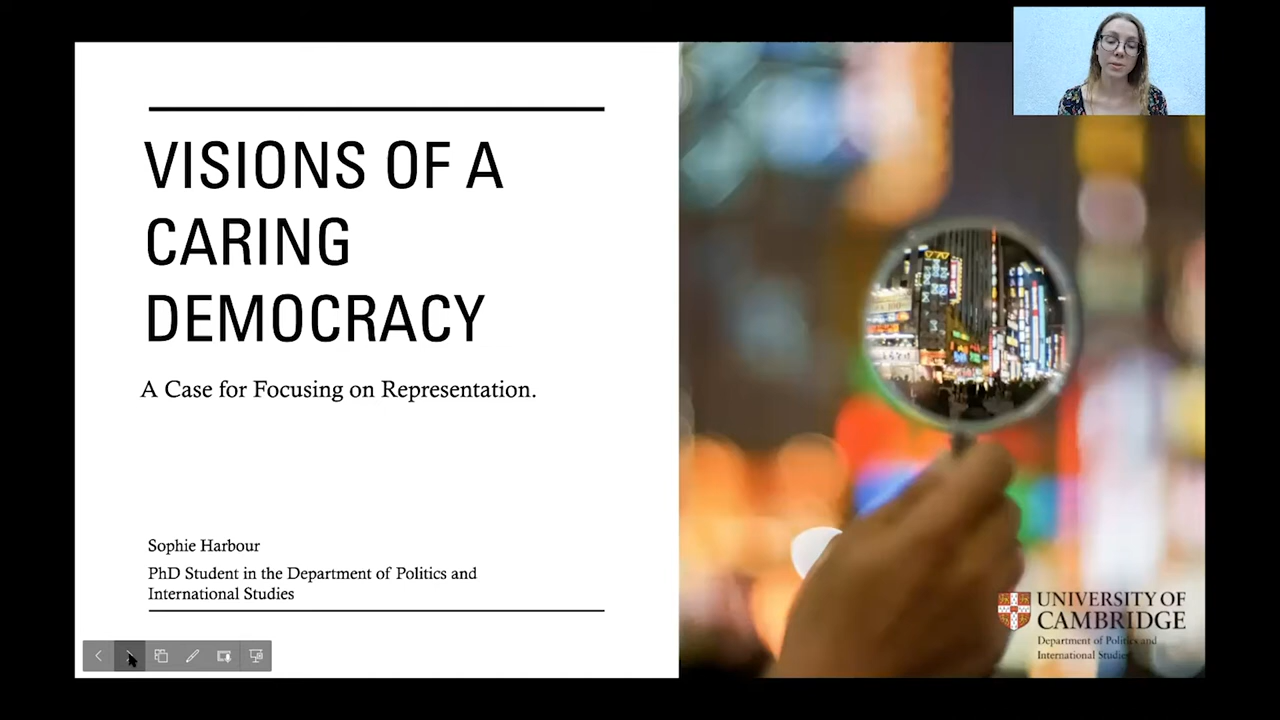 VISIONS OF A
CARING
DEMOCRACY
A Case for Focusing on Representation.
Sophie Harbour
PhD Student in the Department of Politics and
International Studies
UNIVERSITY OF
CAMBRIDGE
Department of Politics and
International Studies